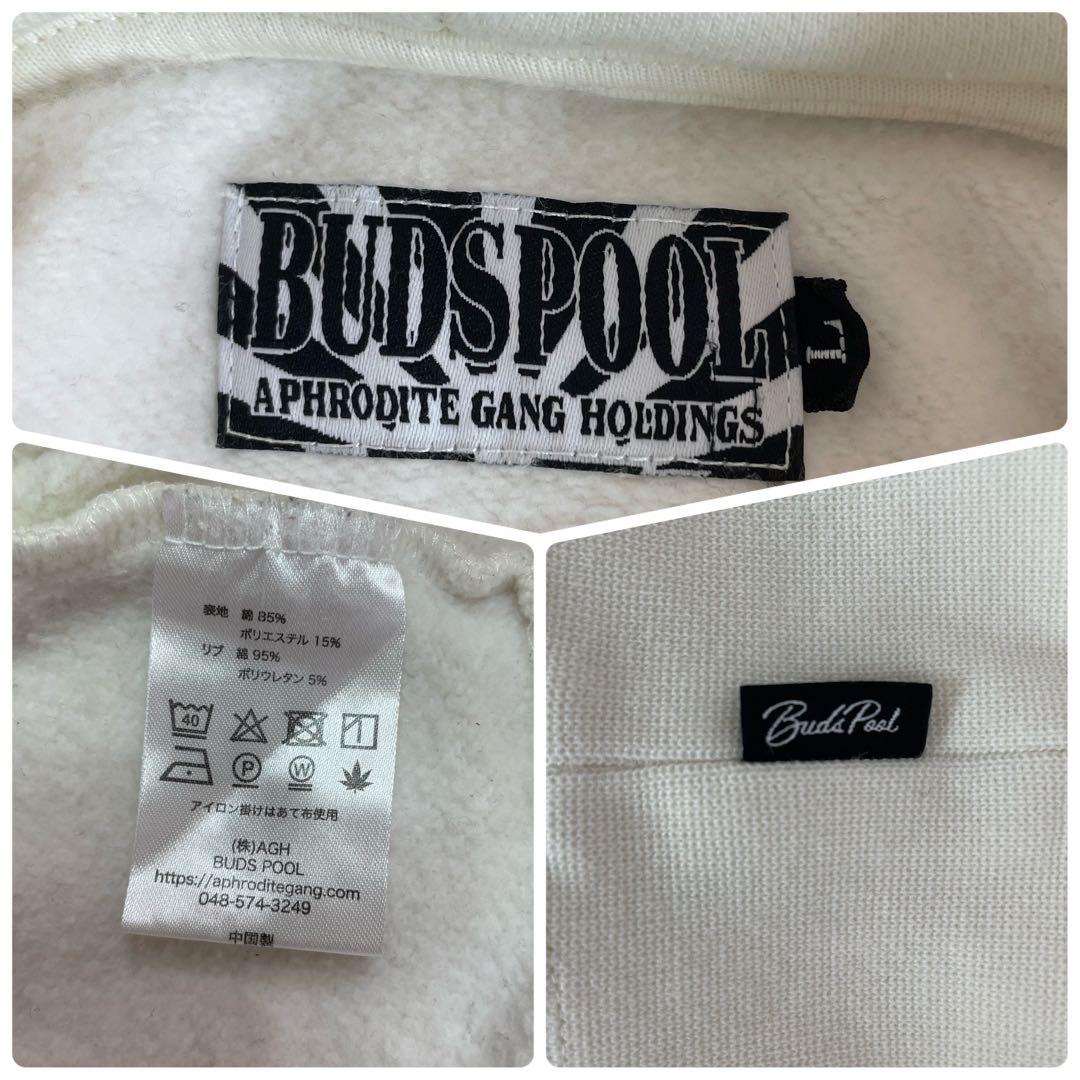 BUDSPOOL
APHRODITE GANG HOLDINGS
L
表地 綿 85%
ポリエステル 15%
リブ 綿 95%
ポリウレタン 5%
40
P W
アイロン掛けはあて布使用
(株)AGH
BUDS POOL
https://aphroditegang.com
048-574-3249
中国製
Buds Pool